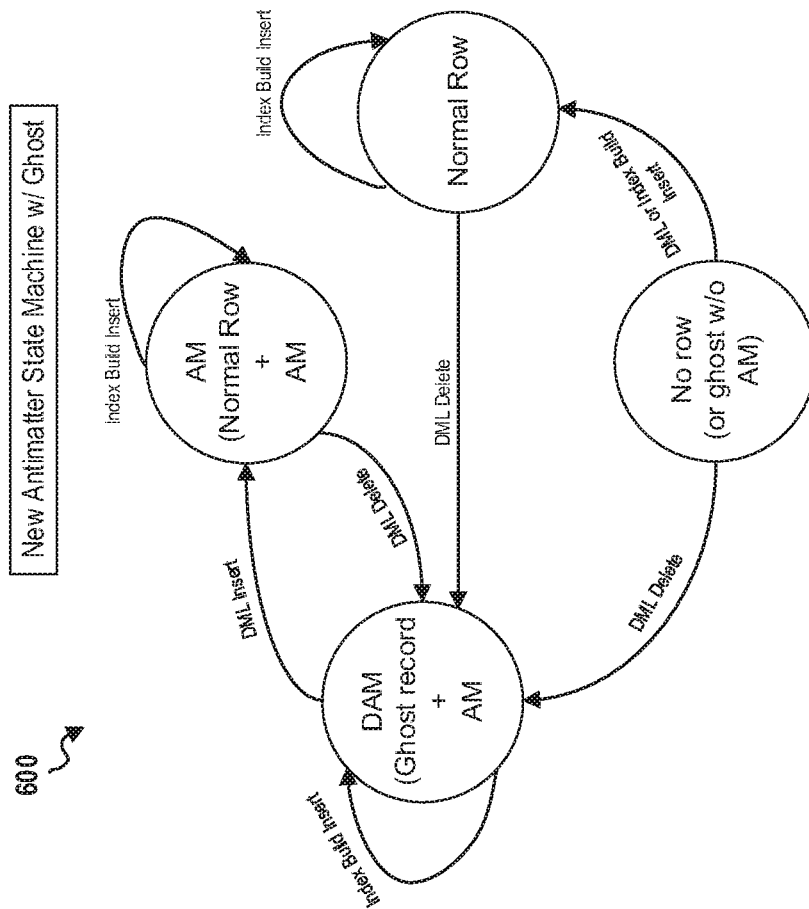 600
New Antimatter State Machine w/ Ghost
Index Build Insert
DAM
(Ghost record
+
AM
DML Insert
DML Delete
AM
(Normal Row
+
AM
Index Build Insert
DML Delete
DML Delete
No row
(or ghost w/o
AM)
DML or Index Build
Insert
Normal Row
Index Build Insert